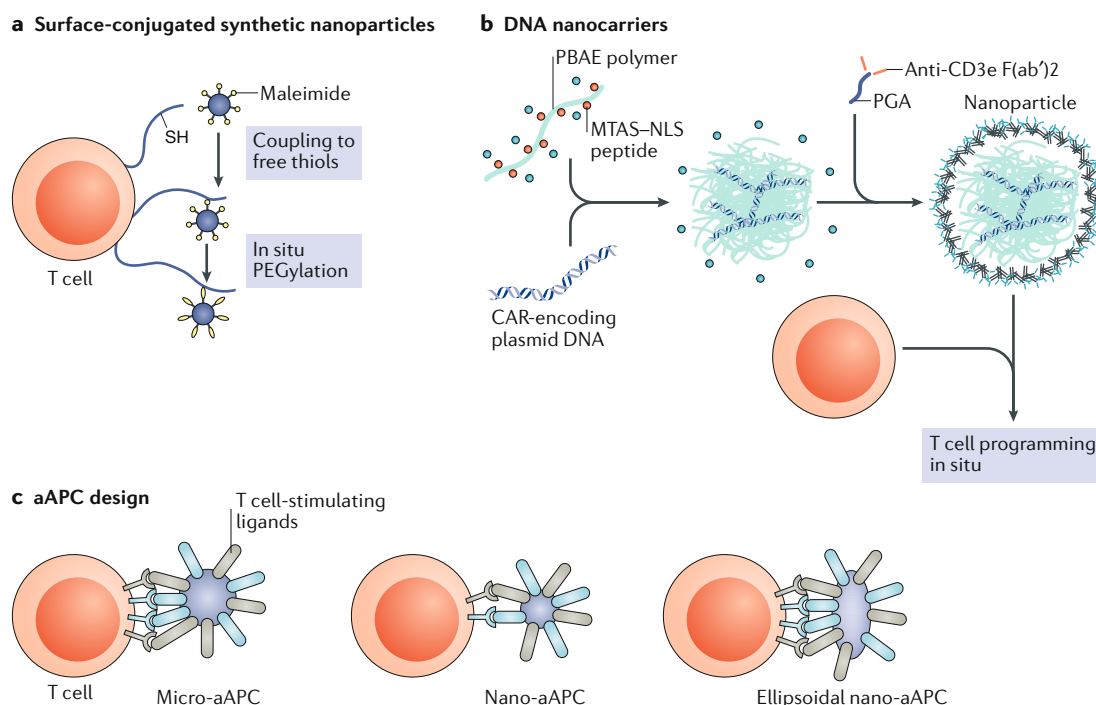 a Surface-conjugated synthetic nanoparticles
Maleimide
SH
Coupling to
free thiols
In situ
PEGylation
T cell
b DNA nanocarriers
PBAE polymer
MTAS–NLS
peptide
CAR-encoding
plasmid DNA
Anti-CD3e F(ab′)2
PGA
Nanoparticle
T cell programming
in situ
c aAPC design
T cell-stimulating
ligands
T cell
Micro-aAPC
Nano-aAPC
Ellipsoidal nano-aAPC